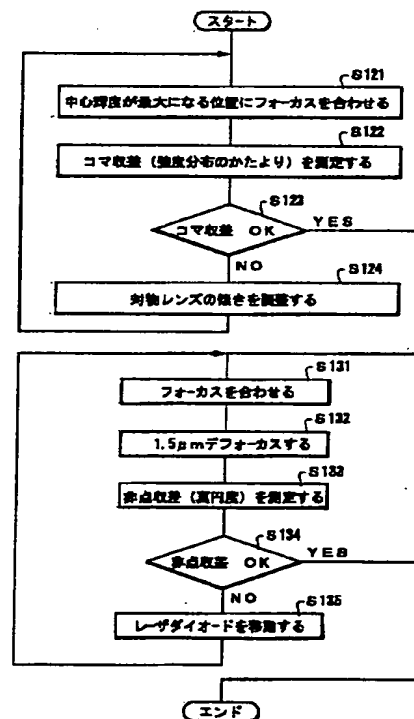 スタート
S121
中心輝度が最大になる位置にフォーカスを合わせる
S122
コマ収差（強度分布のかたより）を測定する
S123
コマ収差 OK
YES
NO
S124
対物レンズの傾きを調整する
S131
フォーカスを合わせる
S132
1.5μmデフォーカスする
S133
非点収差（真円度）を測定する
S134
非点収差 OK
YES
NO
S135
レーザダイオードを移動する
エンド